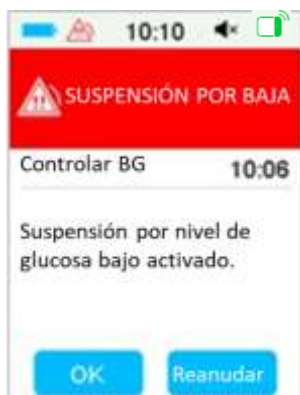 10:10
SUSPENSIÓN POR BAJA
Controlar BG 10:06
Suspensión por nivel de
glucosa bajo activado.
OK Reanudar